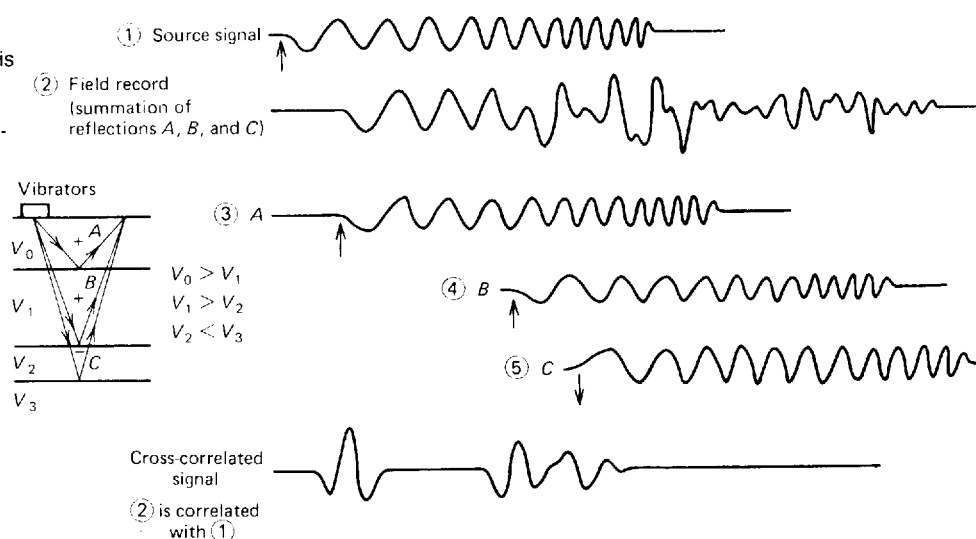 ① Source signal
is
② Field record
(summation of
reflections A, B, and C)
-
Vibrators
③ A
+ A
V₀
B
+
V₁
V₀ > V₁
V₁ > V₂
V₂ < V₃
④ B
–
V₂
C
⑤ C
V₃
Cross-correlated
signal
② is correlated
with ①